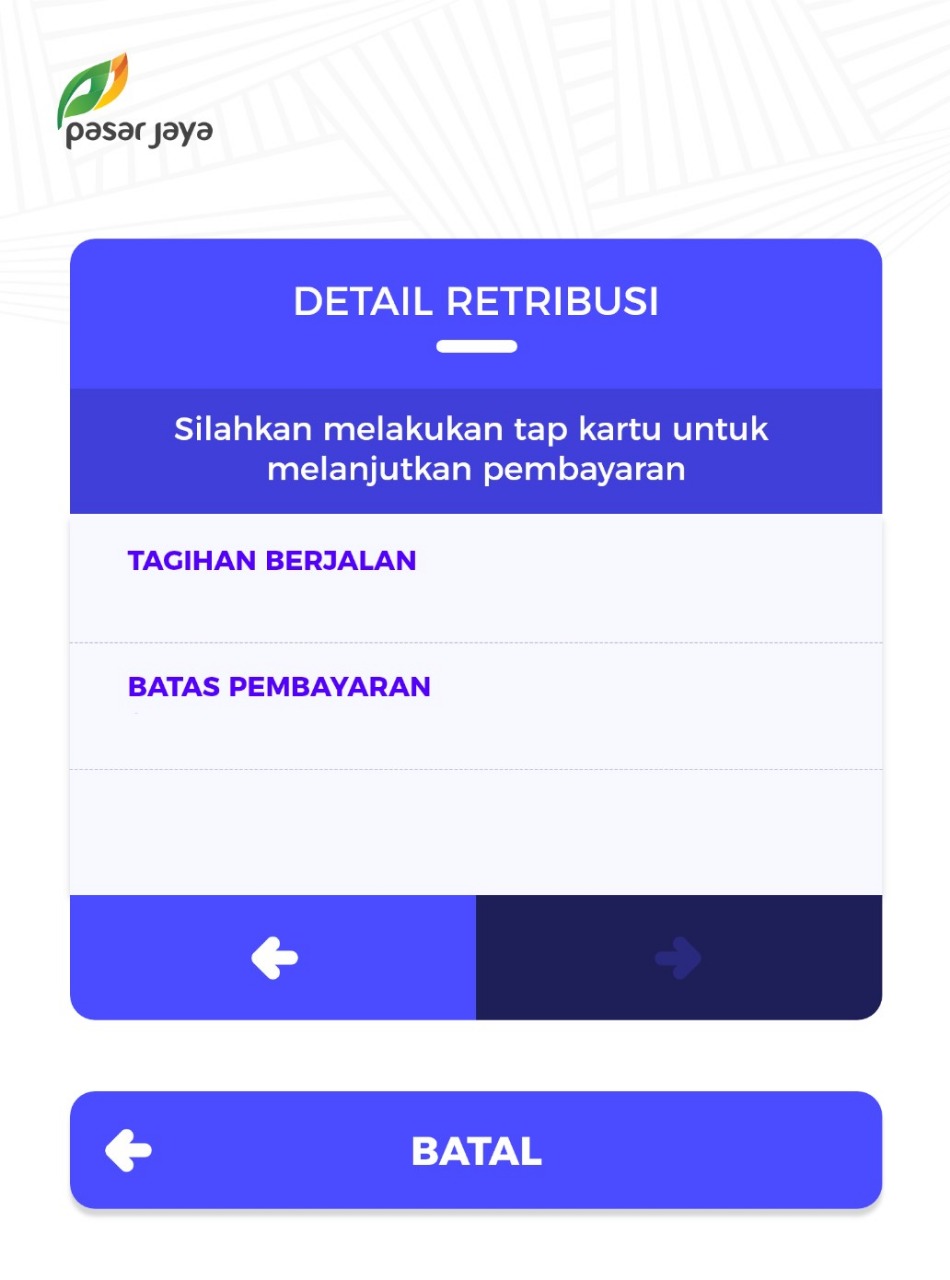 pasar jaya
DETAIL RETRIBUSI
Silahkan melakukan tap kartu untuk
melanjutkan pembayaran
TAGIHAN BERJALAN
BATAS PEMBAYARAN
BATAL